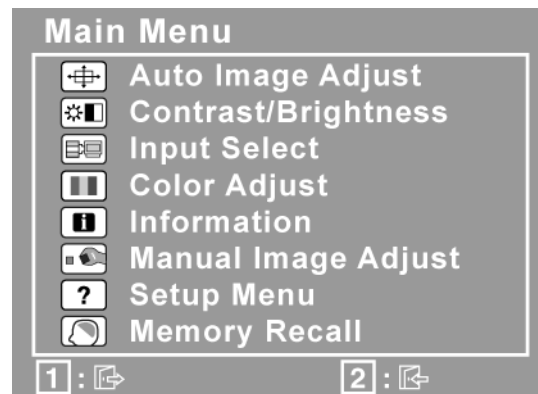 Main Menu
Auto Image Adjust
Contrast/Brightness
Input Select
Color Adjust
i Information
Manual Image Adjust
? Setup Menu
Memory Recall
1 : 2 :